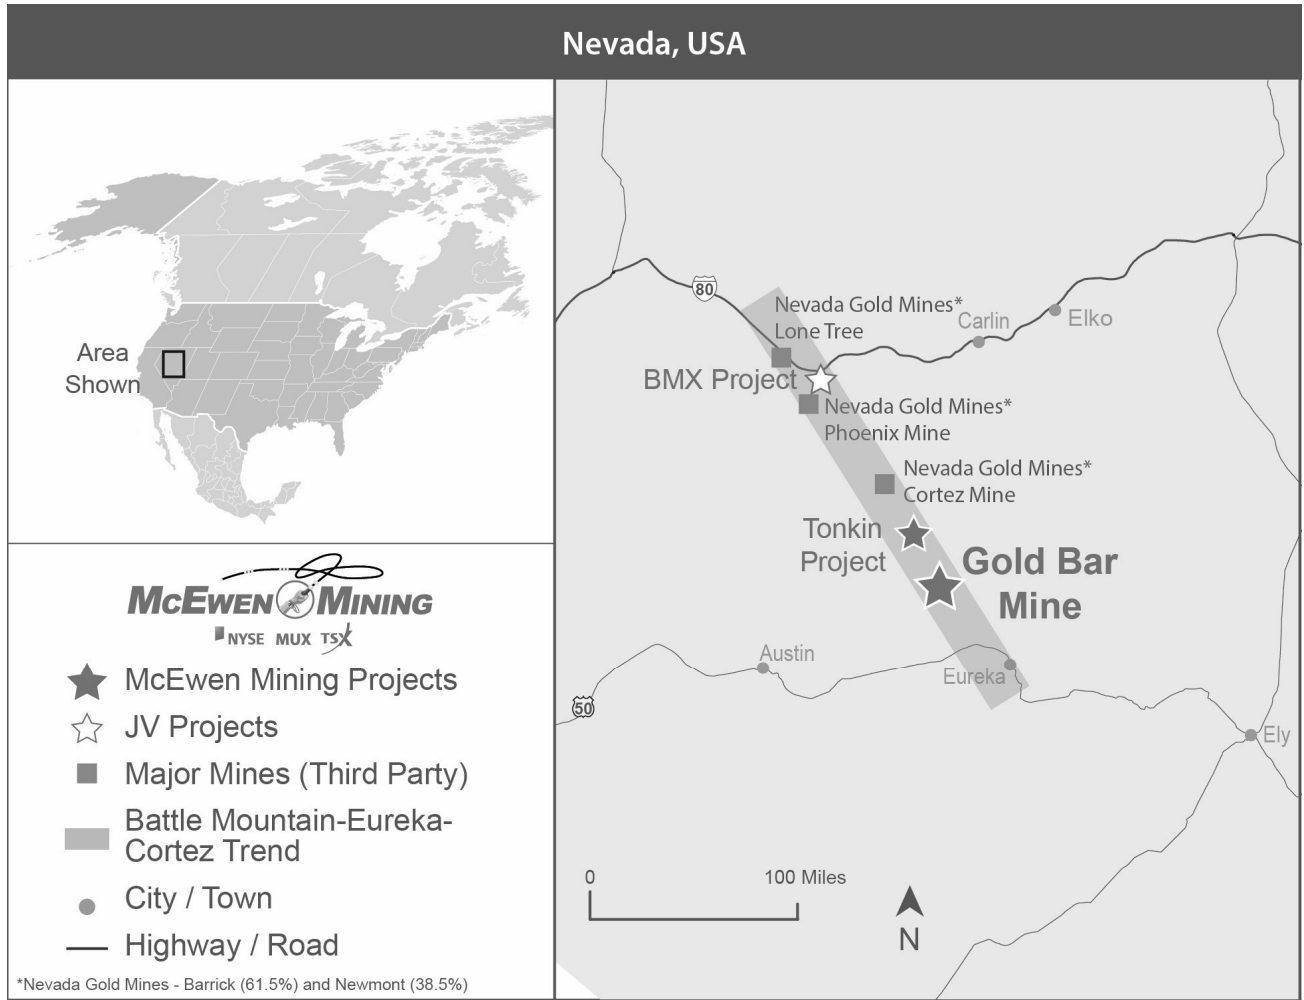 Nevada, USA
Area
Shown
McEwen Mining
NYSE MUX TSX
McEwen Mining Projects
JV Projects
Major Mines (Third Party)
Battle Mountain-Eureka-
Cortez Trend
City / Town
Highway / Road
*Nevada Gold Mines - Barrick (61.5%) and Newmont (38.5%)
80
Nevada Gold Mines*
Lone Tree
Carlin
Elko
BMX Project
Nevada Gold Mines*
Phoenix Mine
Nevada Gold Mines*
Cortez Mine
Tonkin
Project
Gold Bar
Mine
Austin
Eureka
50
Ely
0
100 Miles
N